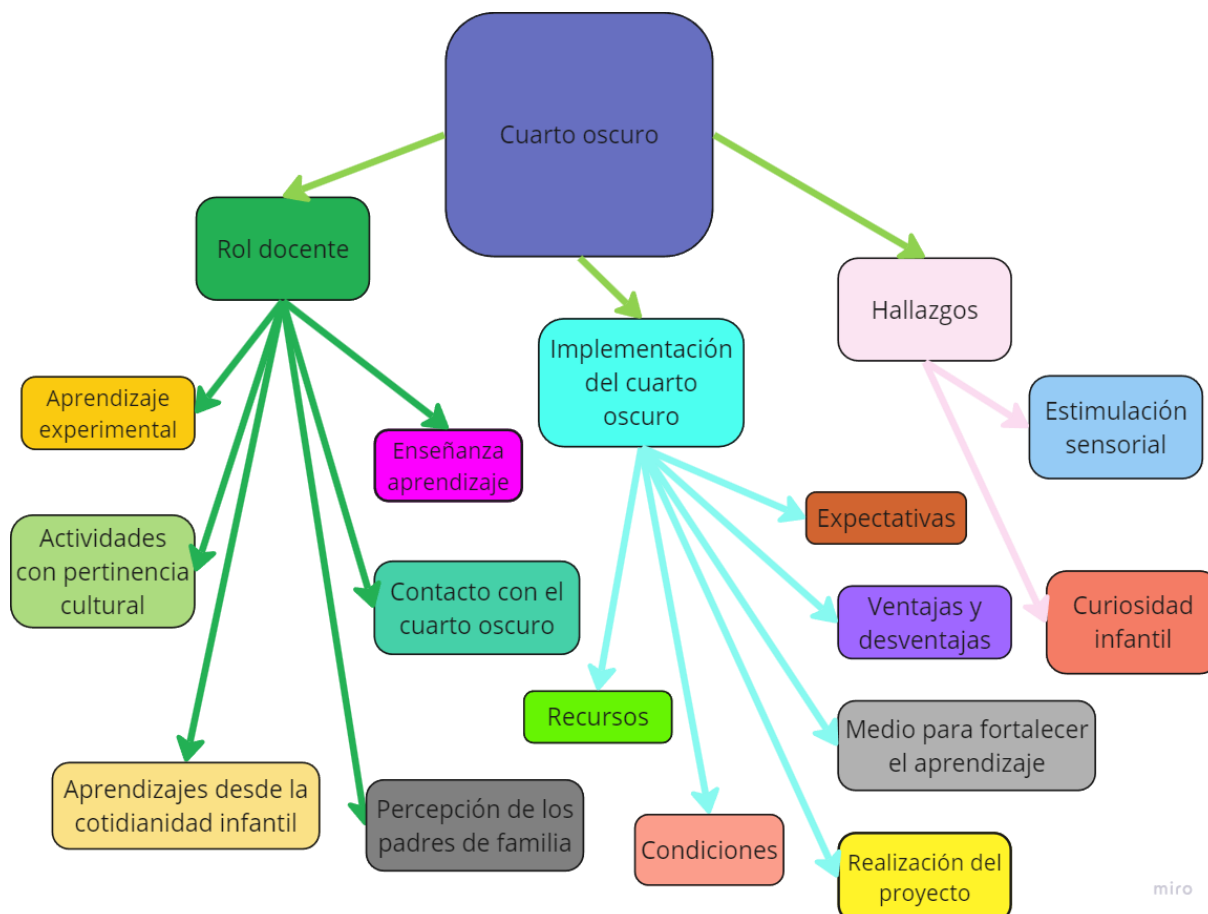 Cuarto oscuro
Rol docente
Aprendizaje
experimental
Enseñanza
aprendizaje
Actividades
con pertinencia
cultural
Contacto con el
cuarto oscuro
Aprendizajes desde la
cotidianidad infantil
Percepción de los
padres de familia
Implementación
del cuarto
oscuro
Expectativas
Ventajas y
desventajas
Recursos
Medio para fortalecer
el aprendizaje
Condiciones
Realización del
proyecto
Hallazgos
Estimulación
sensorial
Curiosidad
infantil
miro